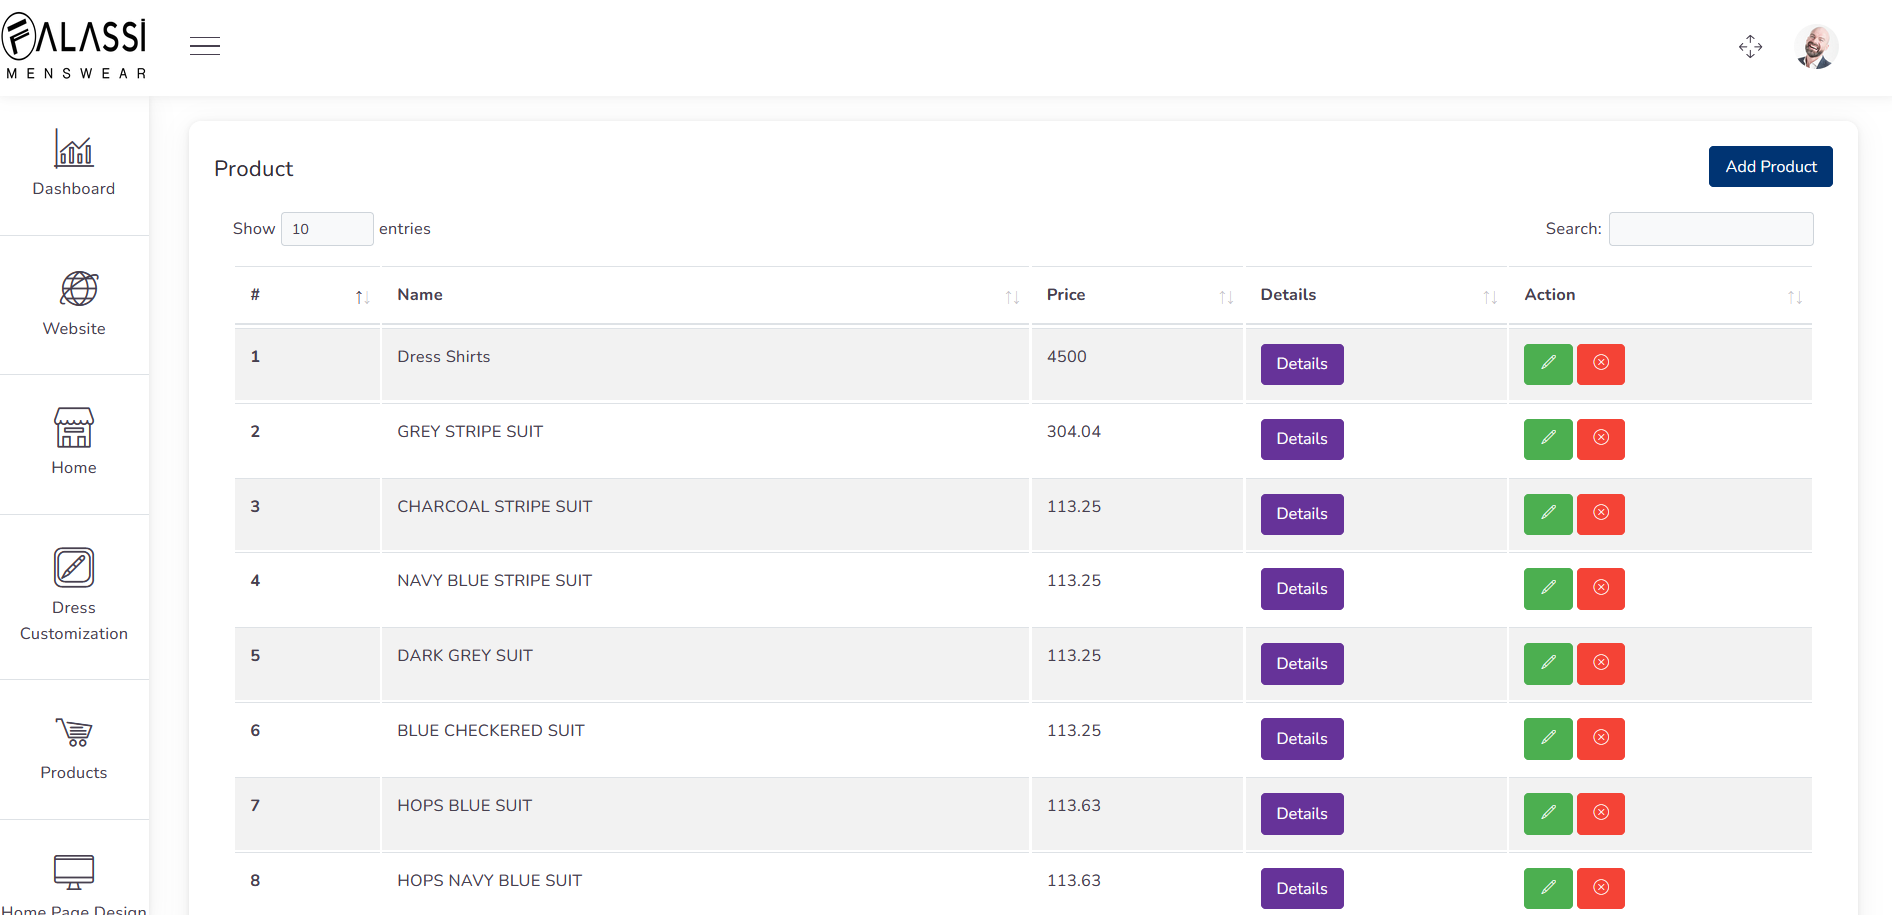 FALASSI
MENSWEAR
Dashboard
Website
Home
Dress
Customization
Products
Home Page Design
Product
Add Product
Show 10 entries
Search:
# Name Price Details Action
1 Dress Shirts 4500 Details
2 GREY STRIPE SUIT 304.04 Details
3 CHARCOAL STRIPE SUIT 113.25 Details
4 NAVY BLUE STRIPE SUIT 113.25 Details
5 DARK GREY SUIT 113.25 Details
6 BLUE CHECKERED SUIT 113.25 Details
7 HOPS BLUE SUIT 113.63 Details
8 HOPS NAVY BLUE SUIT 113.63 Details